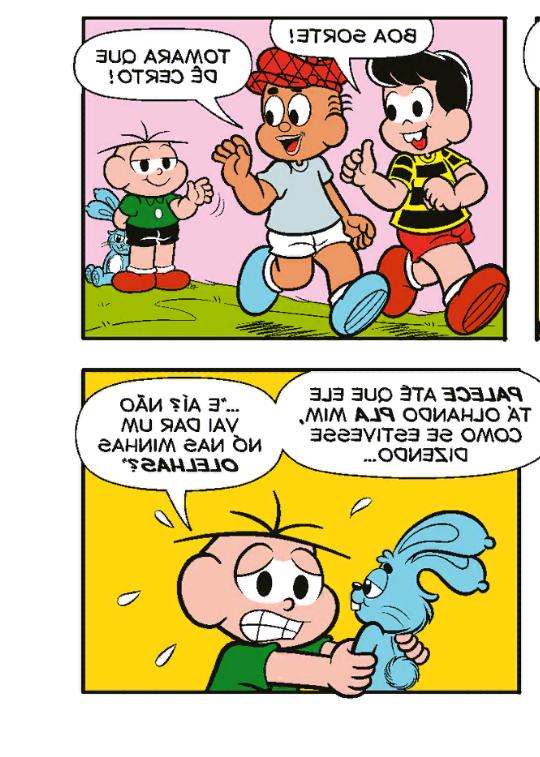 BOA SORTE!
TOMARA QUE
DÊ CERTO!
PALECE ATÉ QUE ELE
TÁ OLHANDO PLA MIM,
COMO SE ESTIVESSE
DIZENDO...
..."E AÍ? NÃO
VAI DAR UM
NÓ NAS MINHAS
OLELHAS?"